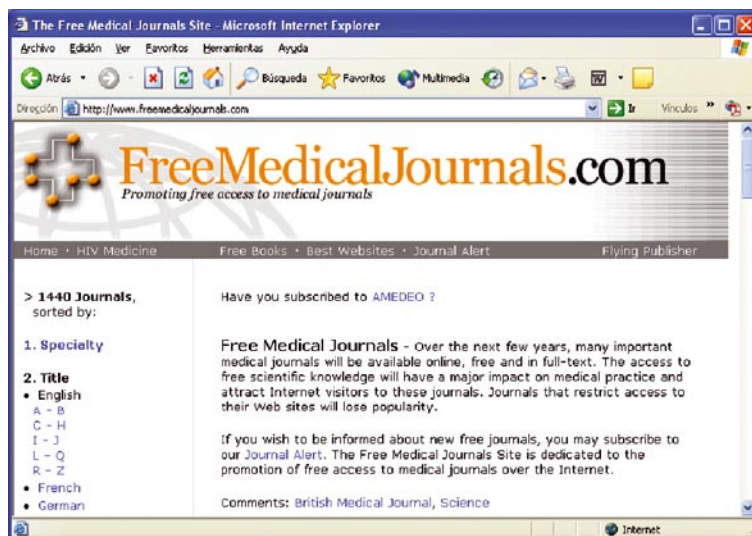 The Free Medical Journals Site - Microsoft Internet Explorer
Archivo Edición Ver Favoritos Herramientas Ayuda
Atrás Búsqueda Favoritos Multimedia
Dirección http://www.freemedicaljournals.com Ir Vínculos »
FreeMedicalJournals.com
Promoting free access to medical journals
Home • HIV Medicine Free Books • Best Websites • Journal Alert Flying Publisher
> 1440 Journals,
sorted by:
1. Specialty
2. Title
• English
A - B
C - H
I - J
L - Q
R - Z
• French
• German
Have you subscribed to AMEDEO ?
Free Medical Journals - Over the next few years, many important
medical journals will be available online, free and in full-text. The access to
free scientific knowledge will have a major impact on medical practice and
attract Internet visitors to these journals. Journals that restrict access to
their Web sites will lose popularity.
If you wish to be informed about new free journals, you may subscribe to
our Journal Alert. The Free Medical Journals Site is dedicated to the
promotion of free access to medical journals over the Internet.
Comments: British Medical Journal, Science
Internet